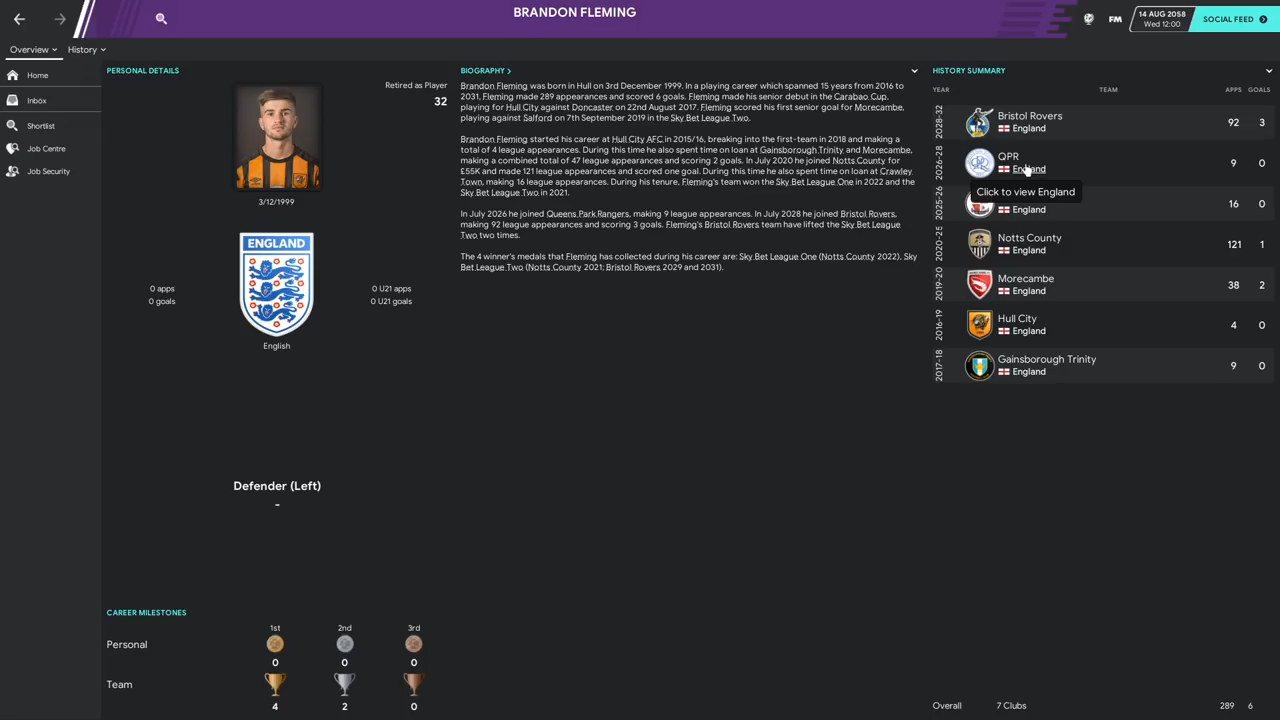 BRANDON FLEMING
FM
14 AUG 2058
Wed 12:00
SOCIAL FEED
Overview
History
Home
Inbox
Shortlist
Job Centre
Job Security
PERSONAL DETAILS
Retired as Player
32
3/12/1999
ENGLAND
0 apps
0 goals
0 U21 apps
0 U21 goals
English
Defender (Left)
-
CAREER MILESTONES
1st 2nd 3rd
Personal
0 0 0
Team
4 2 0
BIOGRAPHY
Brandon Fleming was born in Hull on 3rd December 1999. In a playing career which spanned 15 years from 2016 to
2031, Fleming made 289 appearances and scored 6 goals. Fleming made his senior debut in the Carabao Cup,
playing for Hull City against Doncaster on 22nd August 2017. Fleming scored his first senior goal for Morecambe,
playing against Salford on 7th September 2019 in the Sky Bet League Two.
Brandon Fleming started his career at Hull City AFC in 2015/16, breaking into the first-team in 2018 and making a
total of 4 league appearances. During this time he also spent time on loan at Gainsborough Trinity and Morecambe,
making a combined total of 47 league appearances and scoring 2 goals. In July 2020 he joined Notts County for
£55K and made 121 league appearances and scored one goal. During this time he also spent time on loan at Crawley
Town, making 16 league appearances. During his tenure, Fleming's team won the Sky Bet League One in 2022 and the
Sky Bet League Two in 2021.
In July 2026 he joined Queens Park Rangers, making 9 league appearances. In July 2028 he joined Bristol Rovers,
making 92 league appearances and scoring 3 goals. Fleming's Bristol Rovers team have lifted the Sky Bet League
Two two times.
The 4 winner's medals that Fleming has collected during his career are: Sky Bet League One (Notts County 2022), Sky
Bet League Two (Notts County 2021; Bristol Rovers 2029 and 2031).
HISTORY SUMMARY
YEAR TEAM APPS GOALS
2028-32 Bristol Rovers 92 3
England
2026-28 QPR 9 0
England
Click to view England
2025-26 16 0
England
2020-25 Notts County 121 1
England
2019-20 Morecambe 38 2
England
2016-19 Hull City 4 0
England
2017-18 Gainsborough Trinity 9 0
England
Overall 7 Clubs 289 6